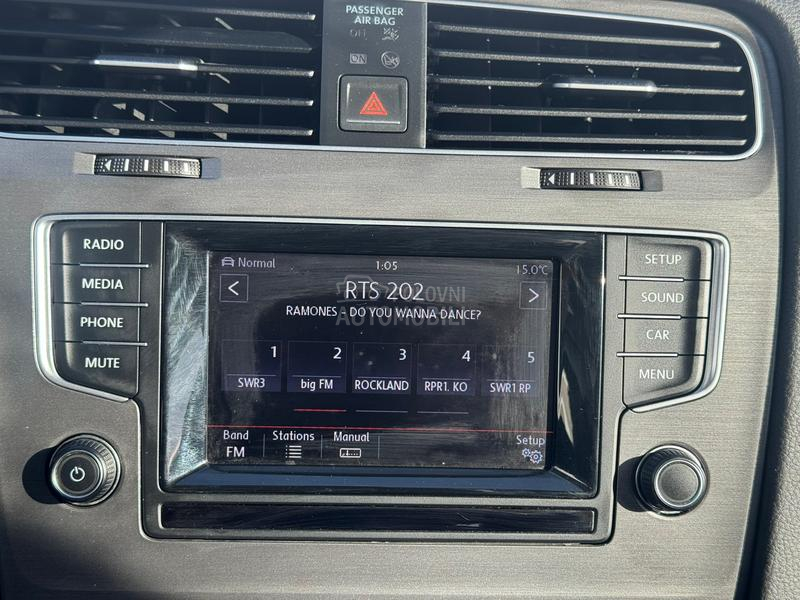 PASSENGER
AIR BAG
OFF
ON
RADIO
MEDIA
PHONE
MUTE
SETUP
SOUND
CAR
MENU
Normal
1:05
15.0°C
RTS 202
RAMONES - DO YOU WANNA DANCE?
POLOVNI
AUTOMOBILI
1 2 3 4 5
SWR3 big FM ROCKLAND RPR1. KO SWR1 RP
Band Stations Manual Setup
FM